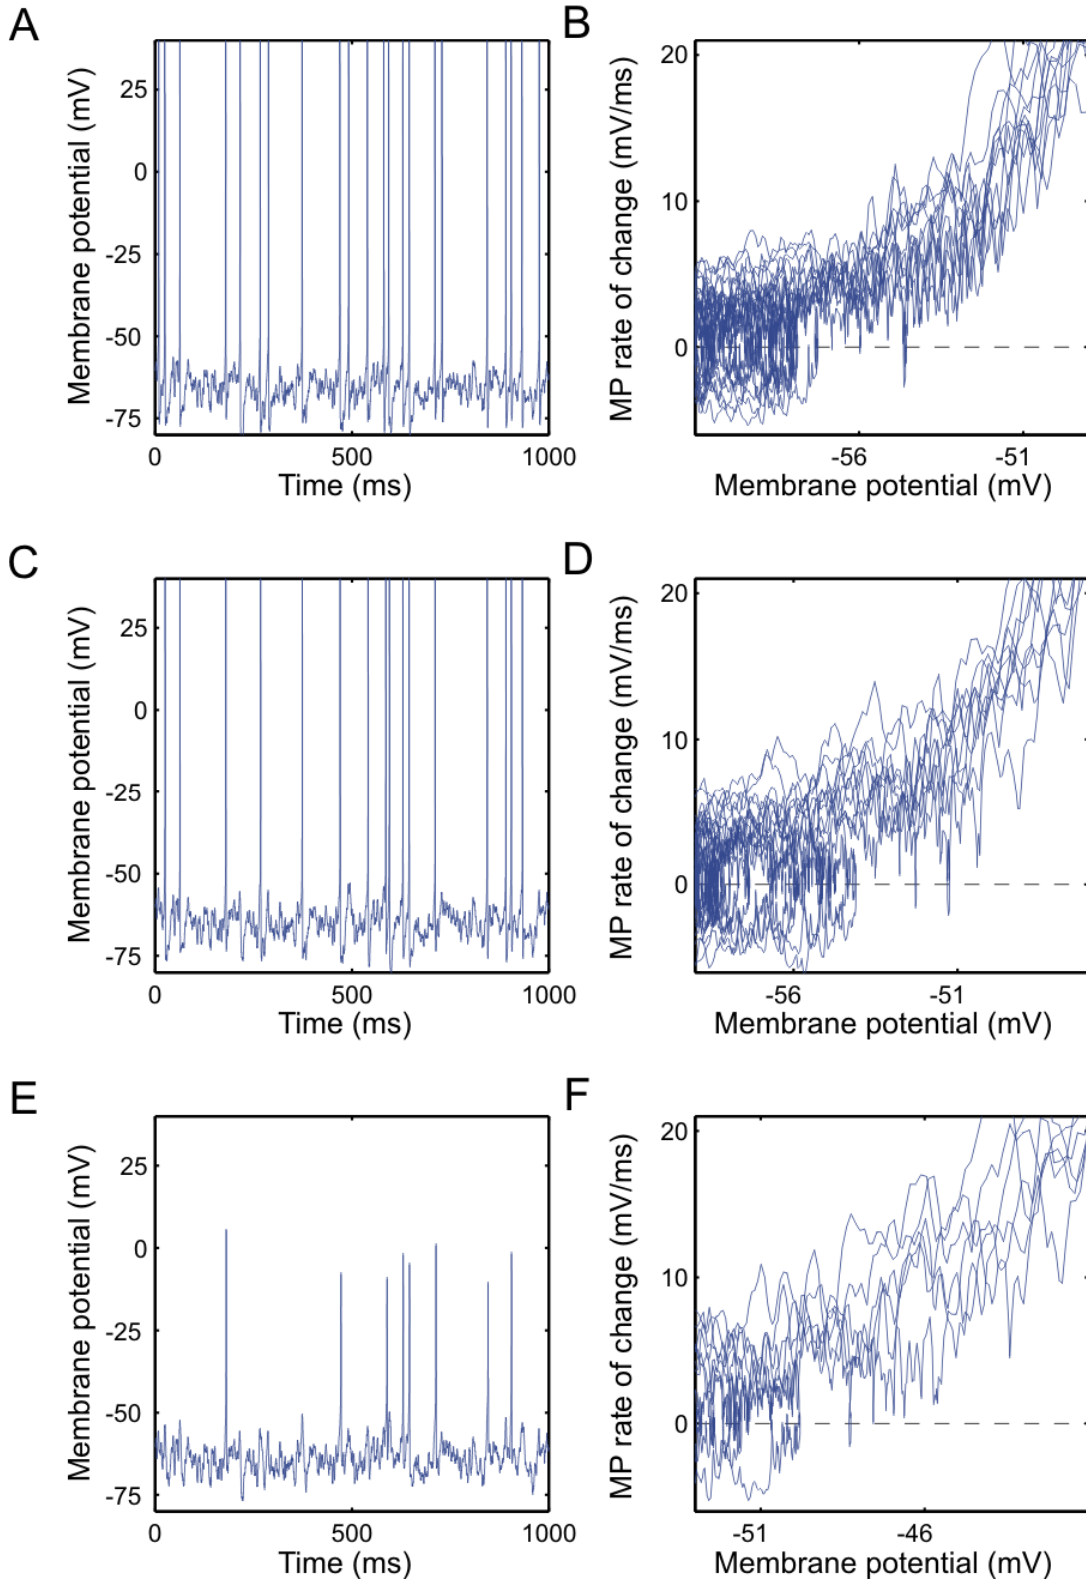 A
Membrane potential (mV)
25
0
-25
-50
-75
0
500
1000
Time (ms)
B
MP rate of change (mV/ms)
20
10
0
-56
-51
Membrane potential (mV)
C
Membrane potential (mV)
25
0
-25
-50
-75
0
500
1000
Time (ms)
D
MP rate of change (mV/ms)
20
10
0
-56
-51
Membrane potential (mV)
E
Membrane potential (mV)
25
0
-25
-50
-75
0
500
1000
Time (ms)
F
MP rate of change (mV/ms)
20
10
0
-51
-46
Membrane potential (mV)